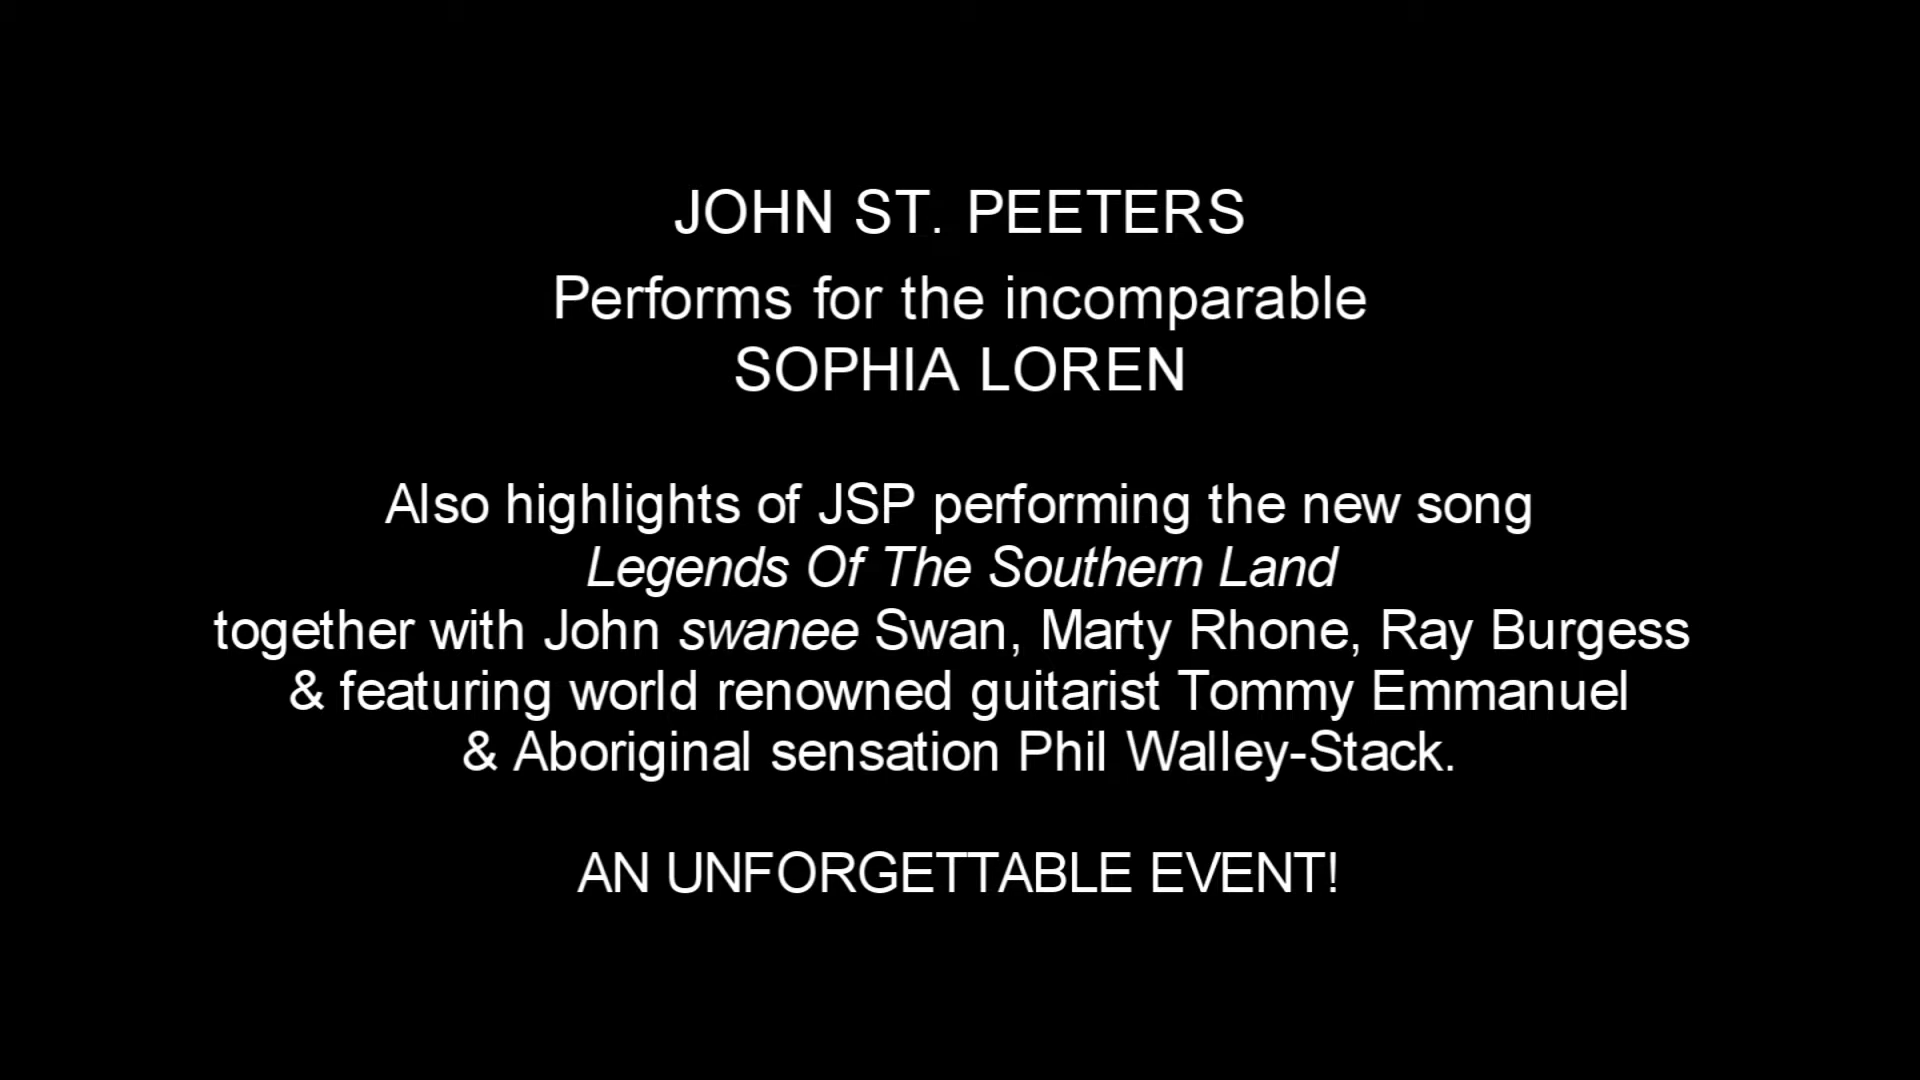 JOHN ST. PEETERS
Performs for the incomparable
SOPHIA LOREN
Also highlights of JSP performing the new song
Legends Of The Southern Land
together with John swanee Swan, Marty Rhone, Ray Burgess
& featuring world renowned guitarist Tommy Emmanuel
& Aboriginal sensation Phil Walley-Stack.
AN UNFORGETTABLE EVENT!